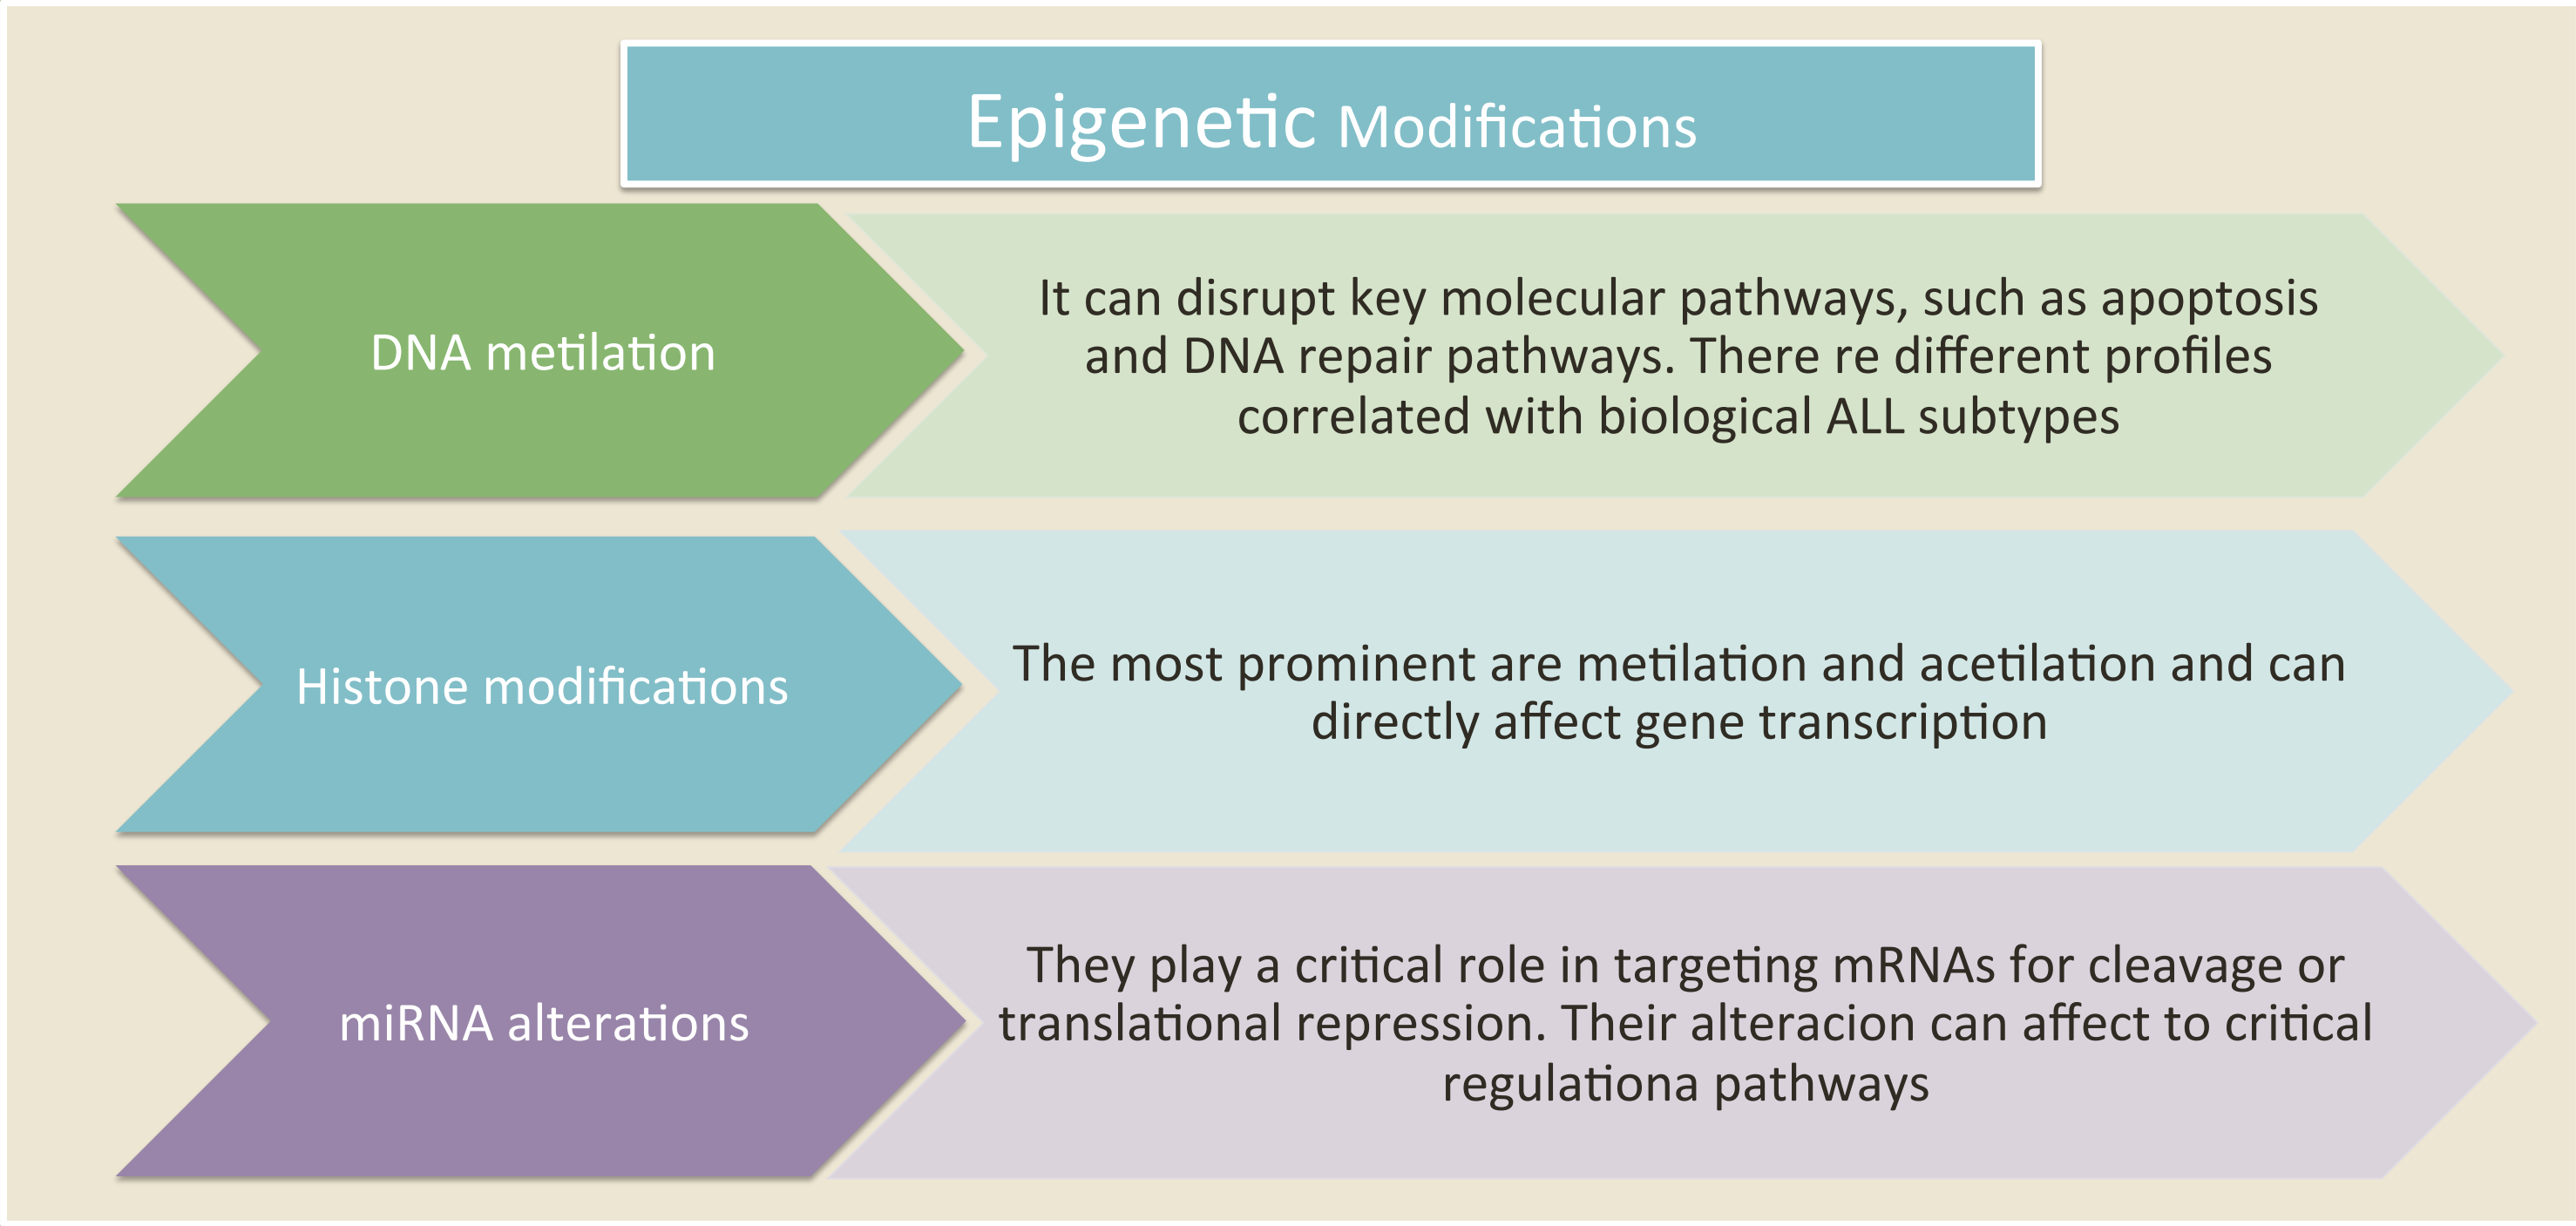 Epigenetic Modifications
DNA metilation
It can disrupt key molecular pathways, such as apoptosis
and DNA repair pathways. There re different profiles
correlated with biological ALL subtypes
Histone modifications
The most prominent are metilation and acetilation and can
directly affect gene transcription
miRNA alterations
They play a critical role in targeting mRNAs for cleavage or
translational repression. Their alteracion can affect to critical
regulationa pathways